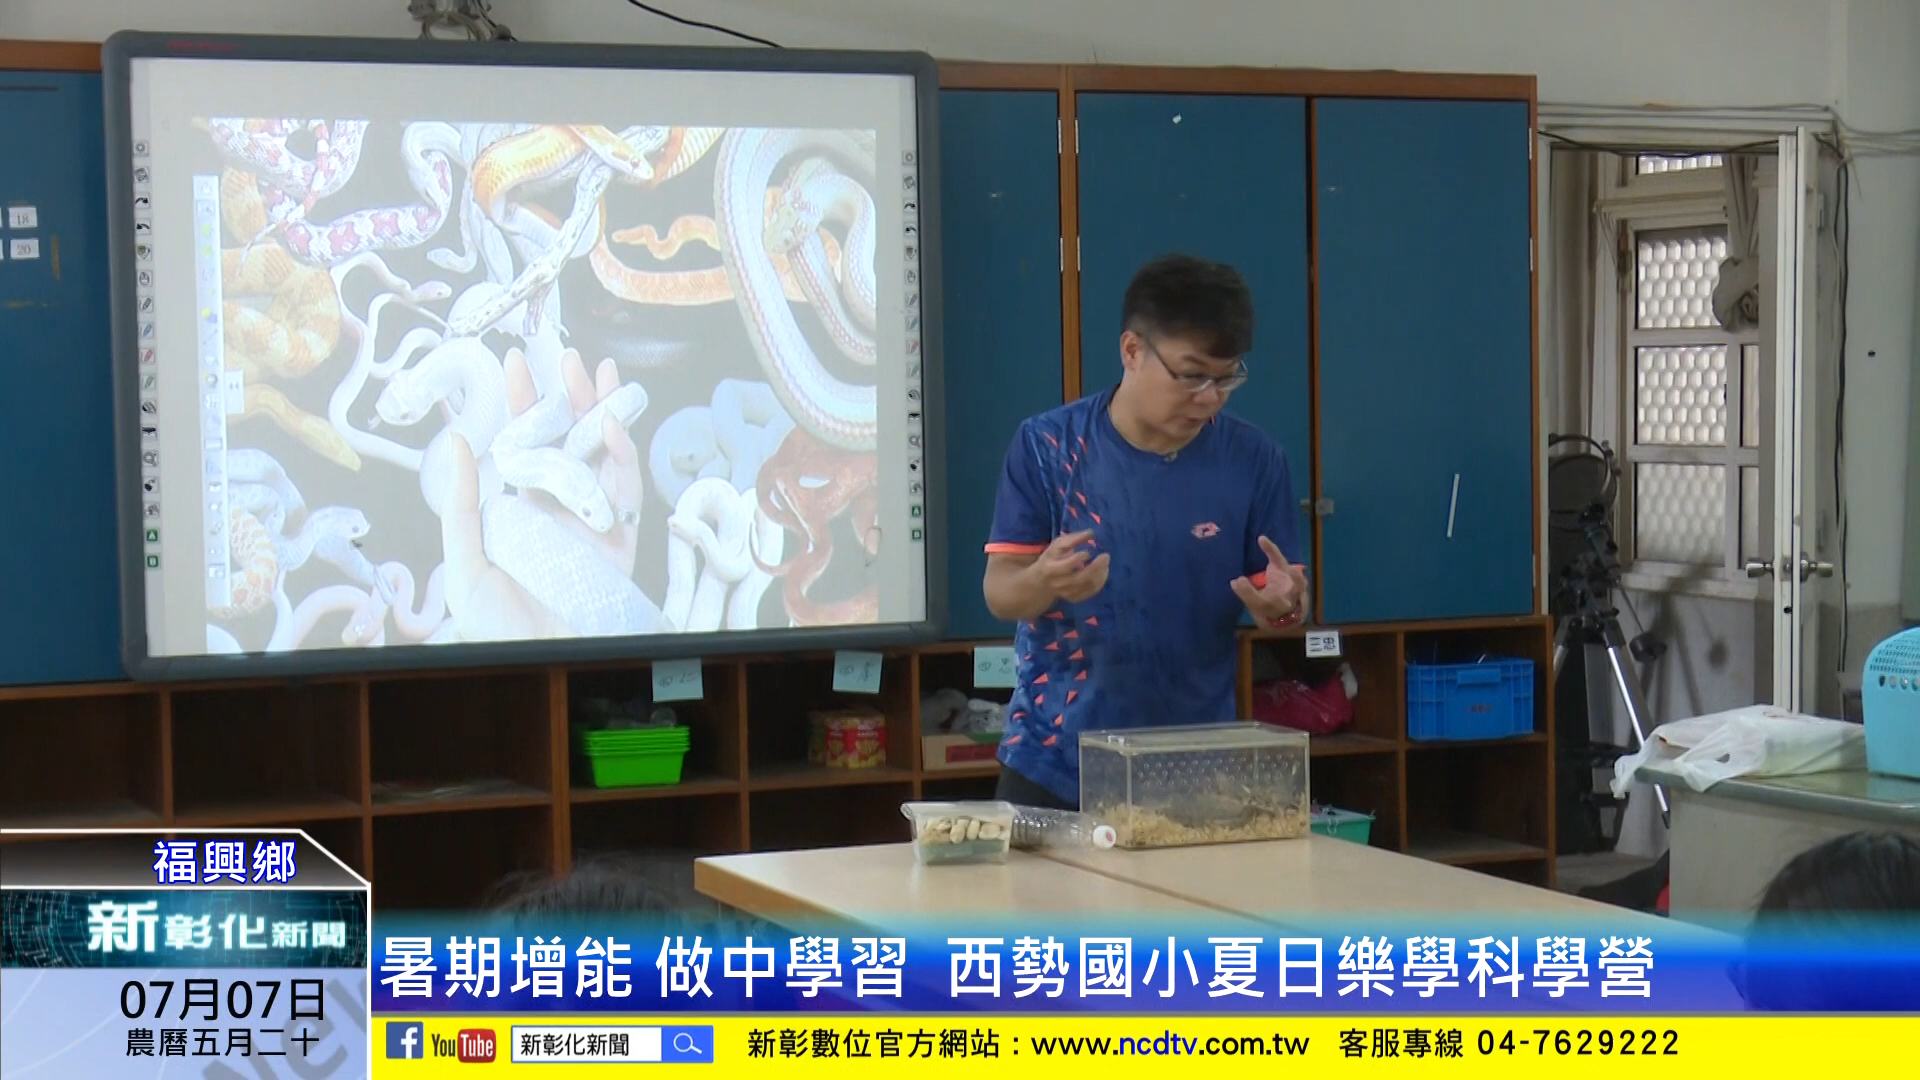 18
20
A
B
A
B
福興鄉
新彰化新聞
07月07日
農曆五月二十
暑期增能 做中學習 西勢國小夏日樂學科學營
f YouTube 新彰化新聞
新彰數位官方網站：www.ncdtv.com.tw 客服專線 04-7629222